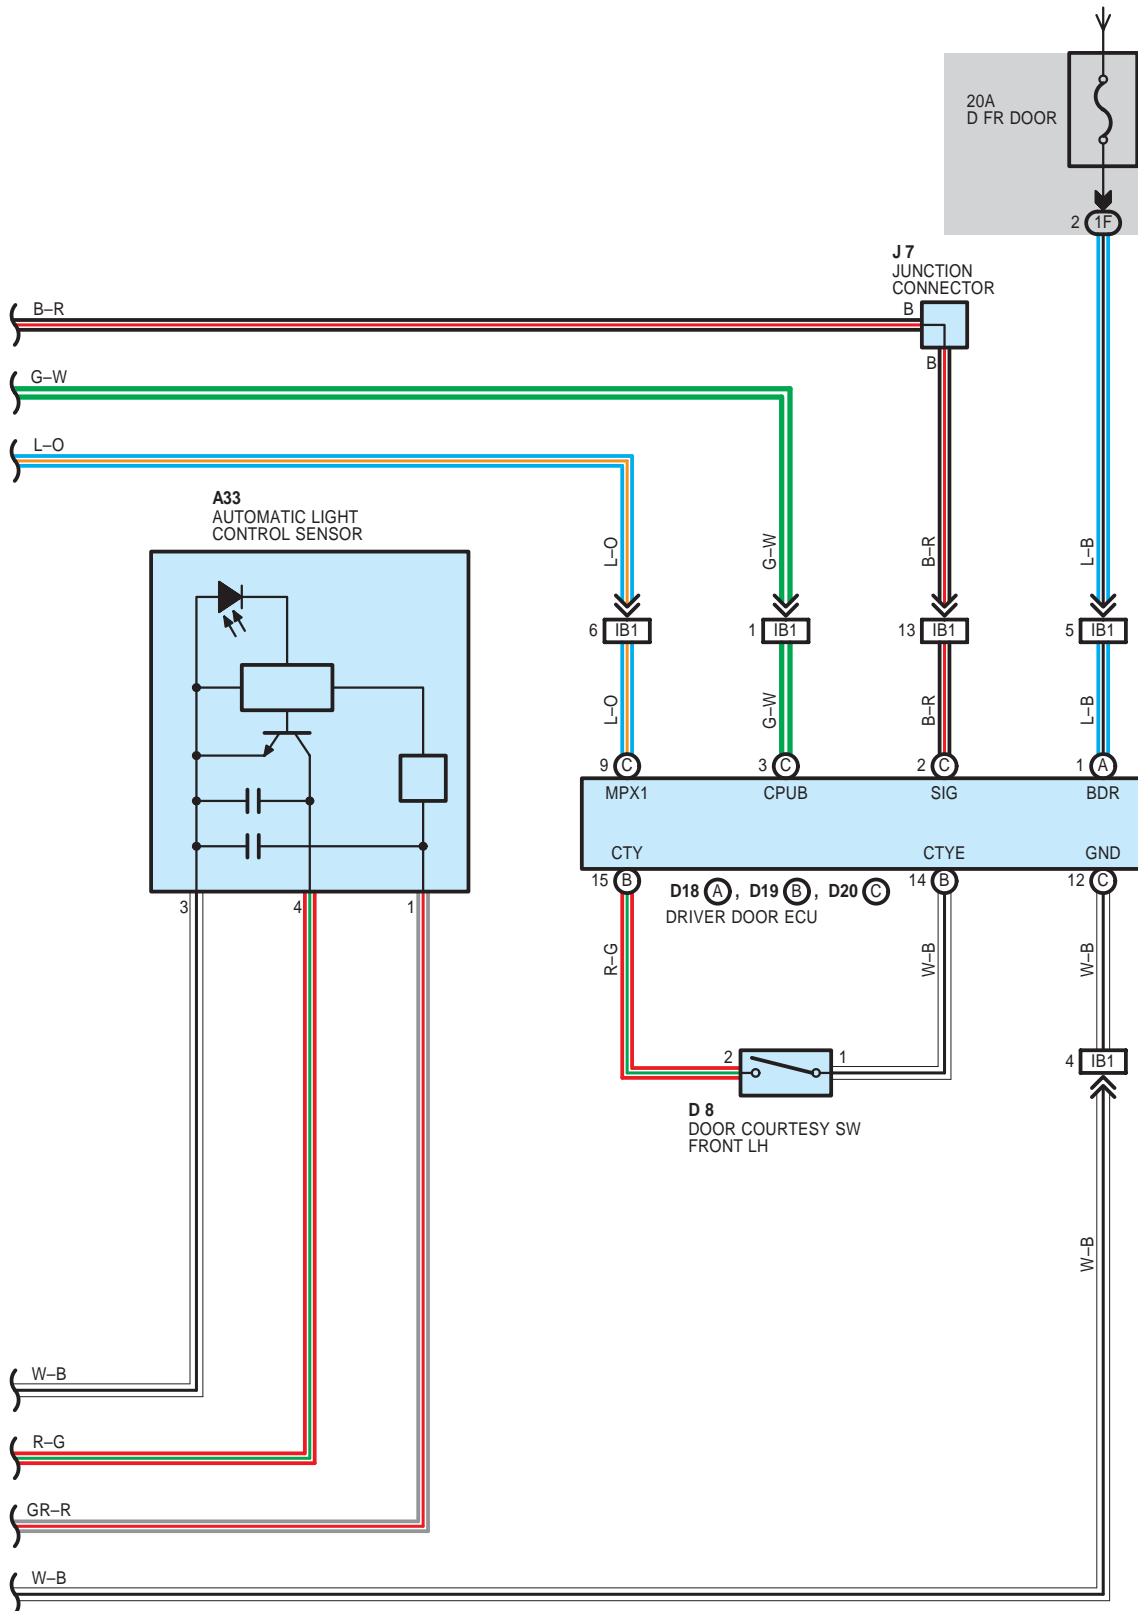 20A
D FR DOOR
2 1F
J 7
JUNCTION
CONNECTOR
B–R
B
B
G–W
L–O
A33
AUTOMATIC LIGHT
CONTROL SENSOR
L–O
G–W
B–R
L–B
6 IB1
1 IB1
13 IB1
5 IB1
L–O
G–W
B–R
L–B
9 C
3 C
2 C
1 A
MPX1
CPUB
SIG
BDR
CTY
CTYE
GND
15 B
14 B
12 C
D18 A , D19 B , D20 C
DRIVER DOOR ECU
3
4
1
R–G
W–B
W–B
2
1
4 IB1
D 8
DOOR COURTESY SW
FRONT LH
W–B
W–B
R–G
GR–R
W–B